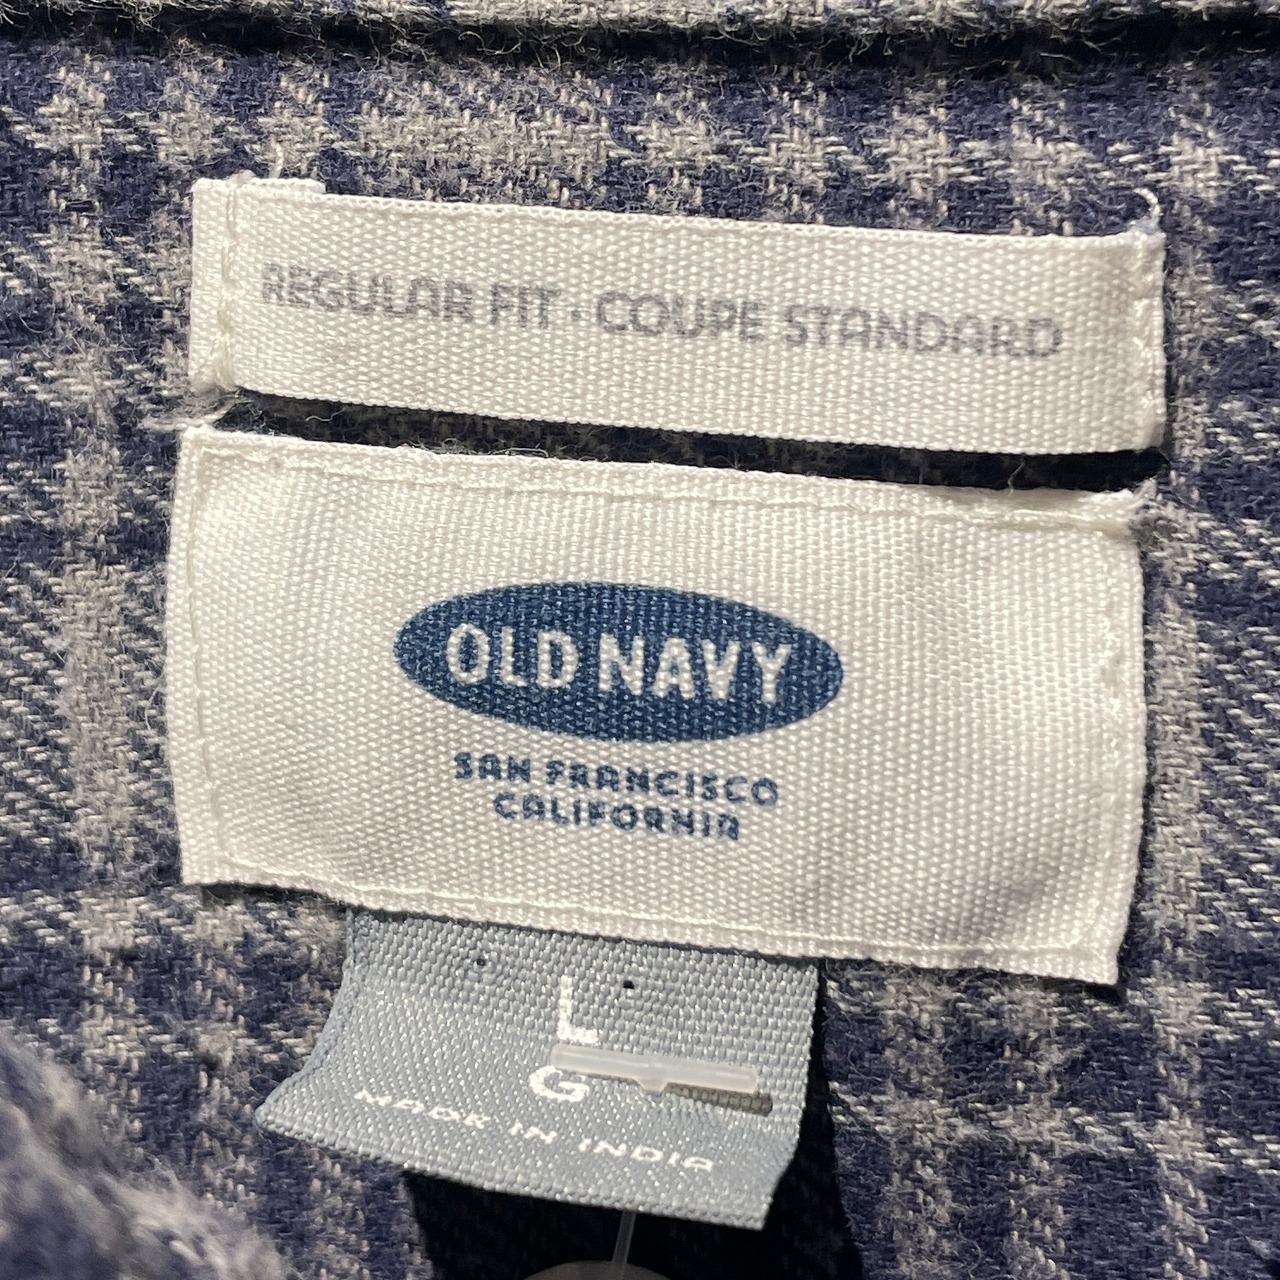 REGULAR FIT · COUPE STANDARD
OLD NAVY
SAN FRANCISCO
CALIFORNIA
L
G
MADE IN INDIA